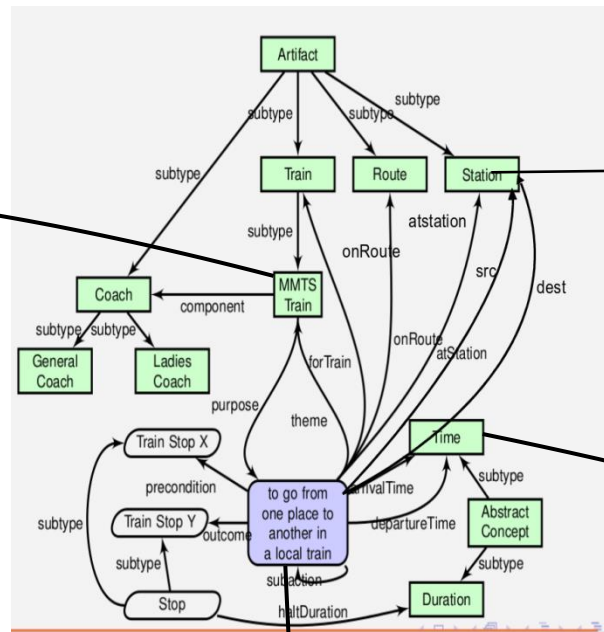 Artifact
subtype
subtype
subtype
subtype
Train
Route
Station
subtype
onRoute
atstation
src
dest
Coach
component
MMTS
Train
subtype
subtype
General
Coach
Ladies
Coach
forTrain
onRoute
atStation
purpose
theme
Train Stop X
Time
precondition
to go from
one place to
another in
a local train
arrivalTime
subtype
subtype
Train Stop Y
outcome
departureTime
Abstract
Concept
subtype
subaction
subtype
Stop
haltDuration
Duration